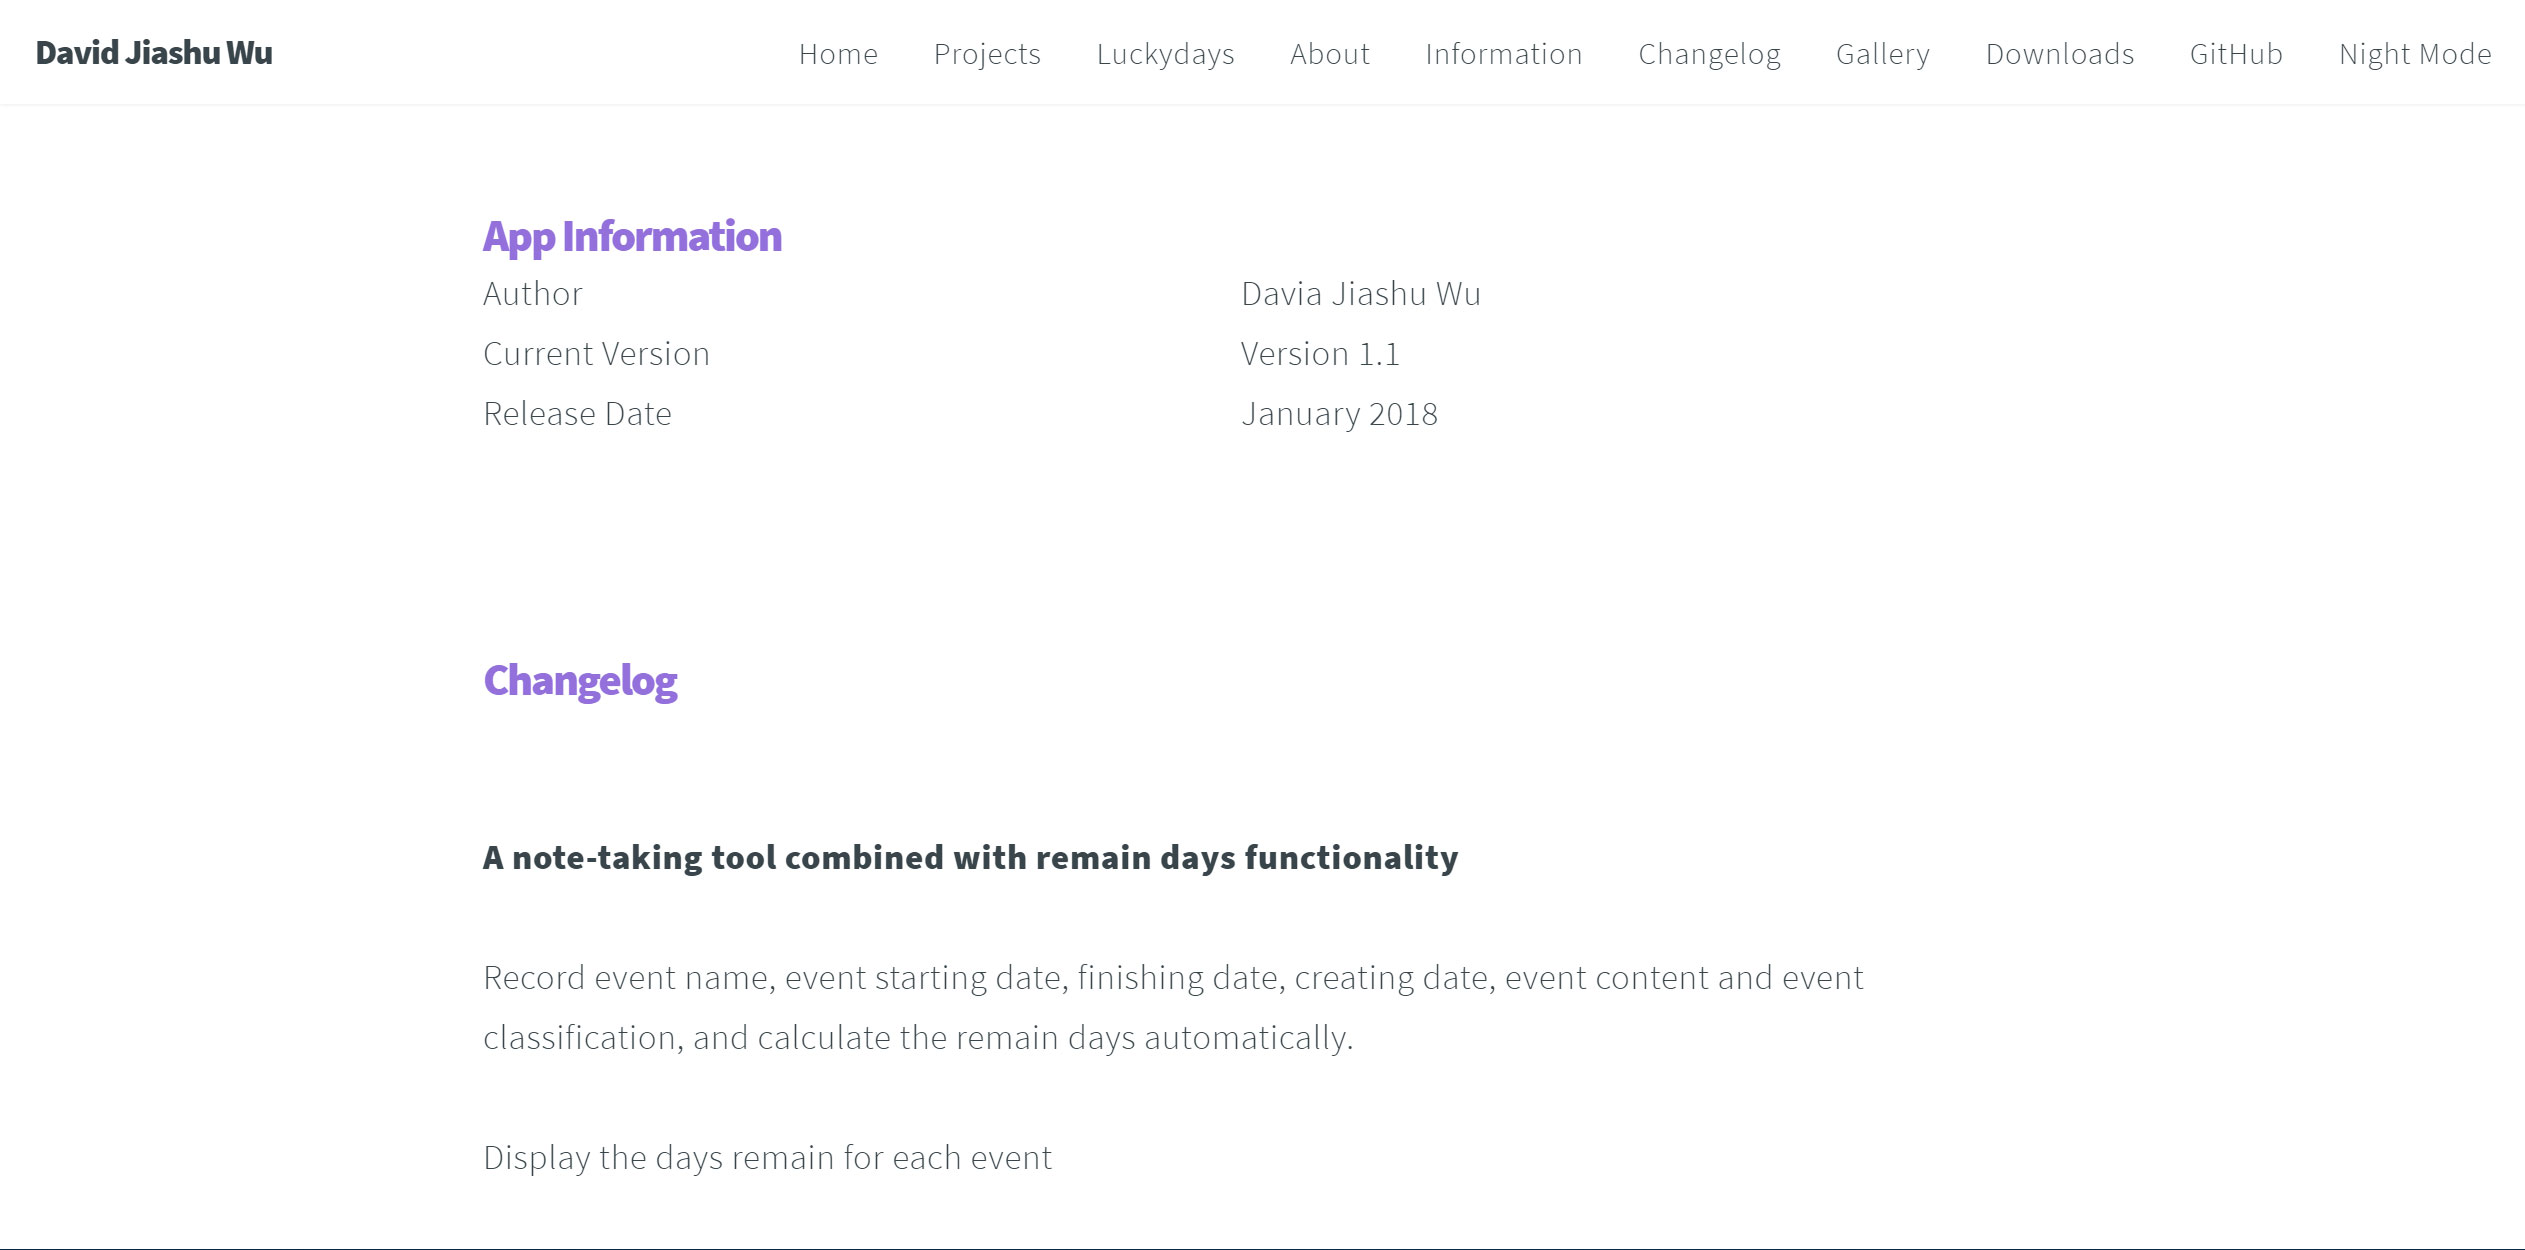 David Jiashu Wu
Home Projects Luckydays About Information Changelog Gallery Downloads GitHub Night Mode
App Information
Author Davia Jiashu Wu
Current Version Version 1.1
Release Date January 2018
Changelog
A note-taking tool combined with remain days functionality
Record event name, event starting date, finishing date, creating date, event content and event
classification, and calculate the remain days automatically.
Display the days remain for each event